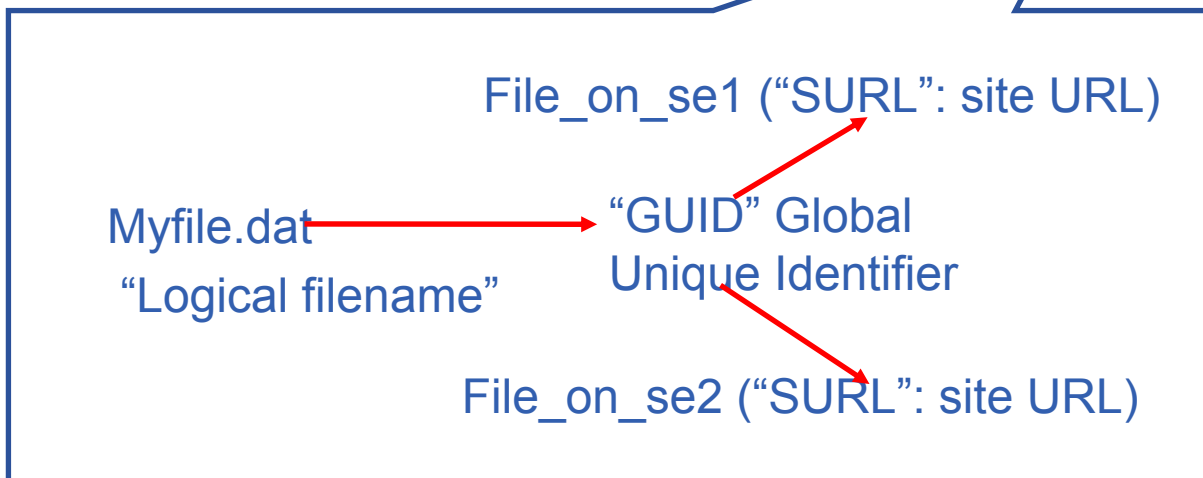 File_on_se1 (“SURL”: site URL)
Myfile.dat
“Logical filename”
“GUID” Global
Unique Identifier
File_on_se2 (“SURL”: site URL)